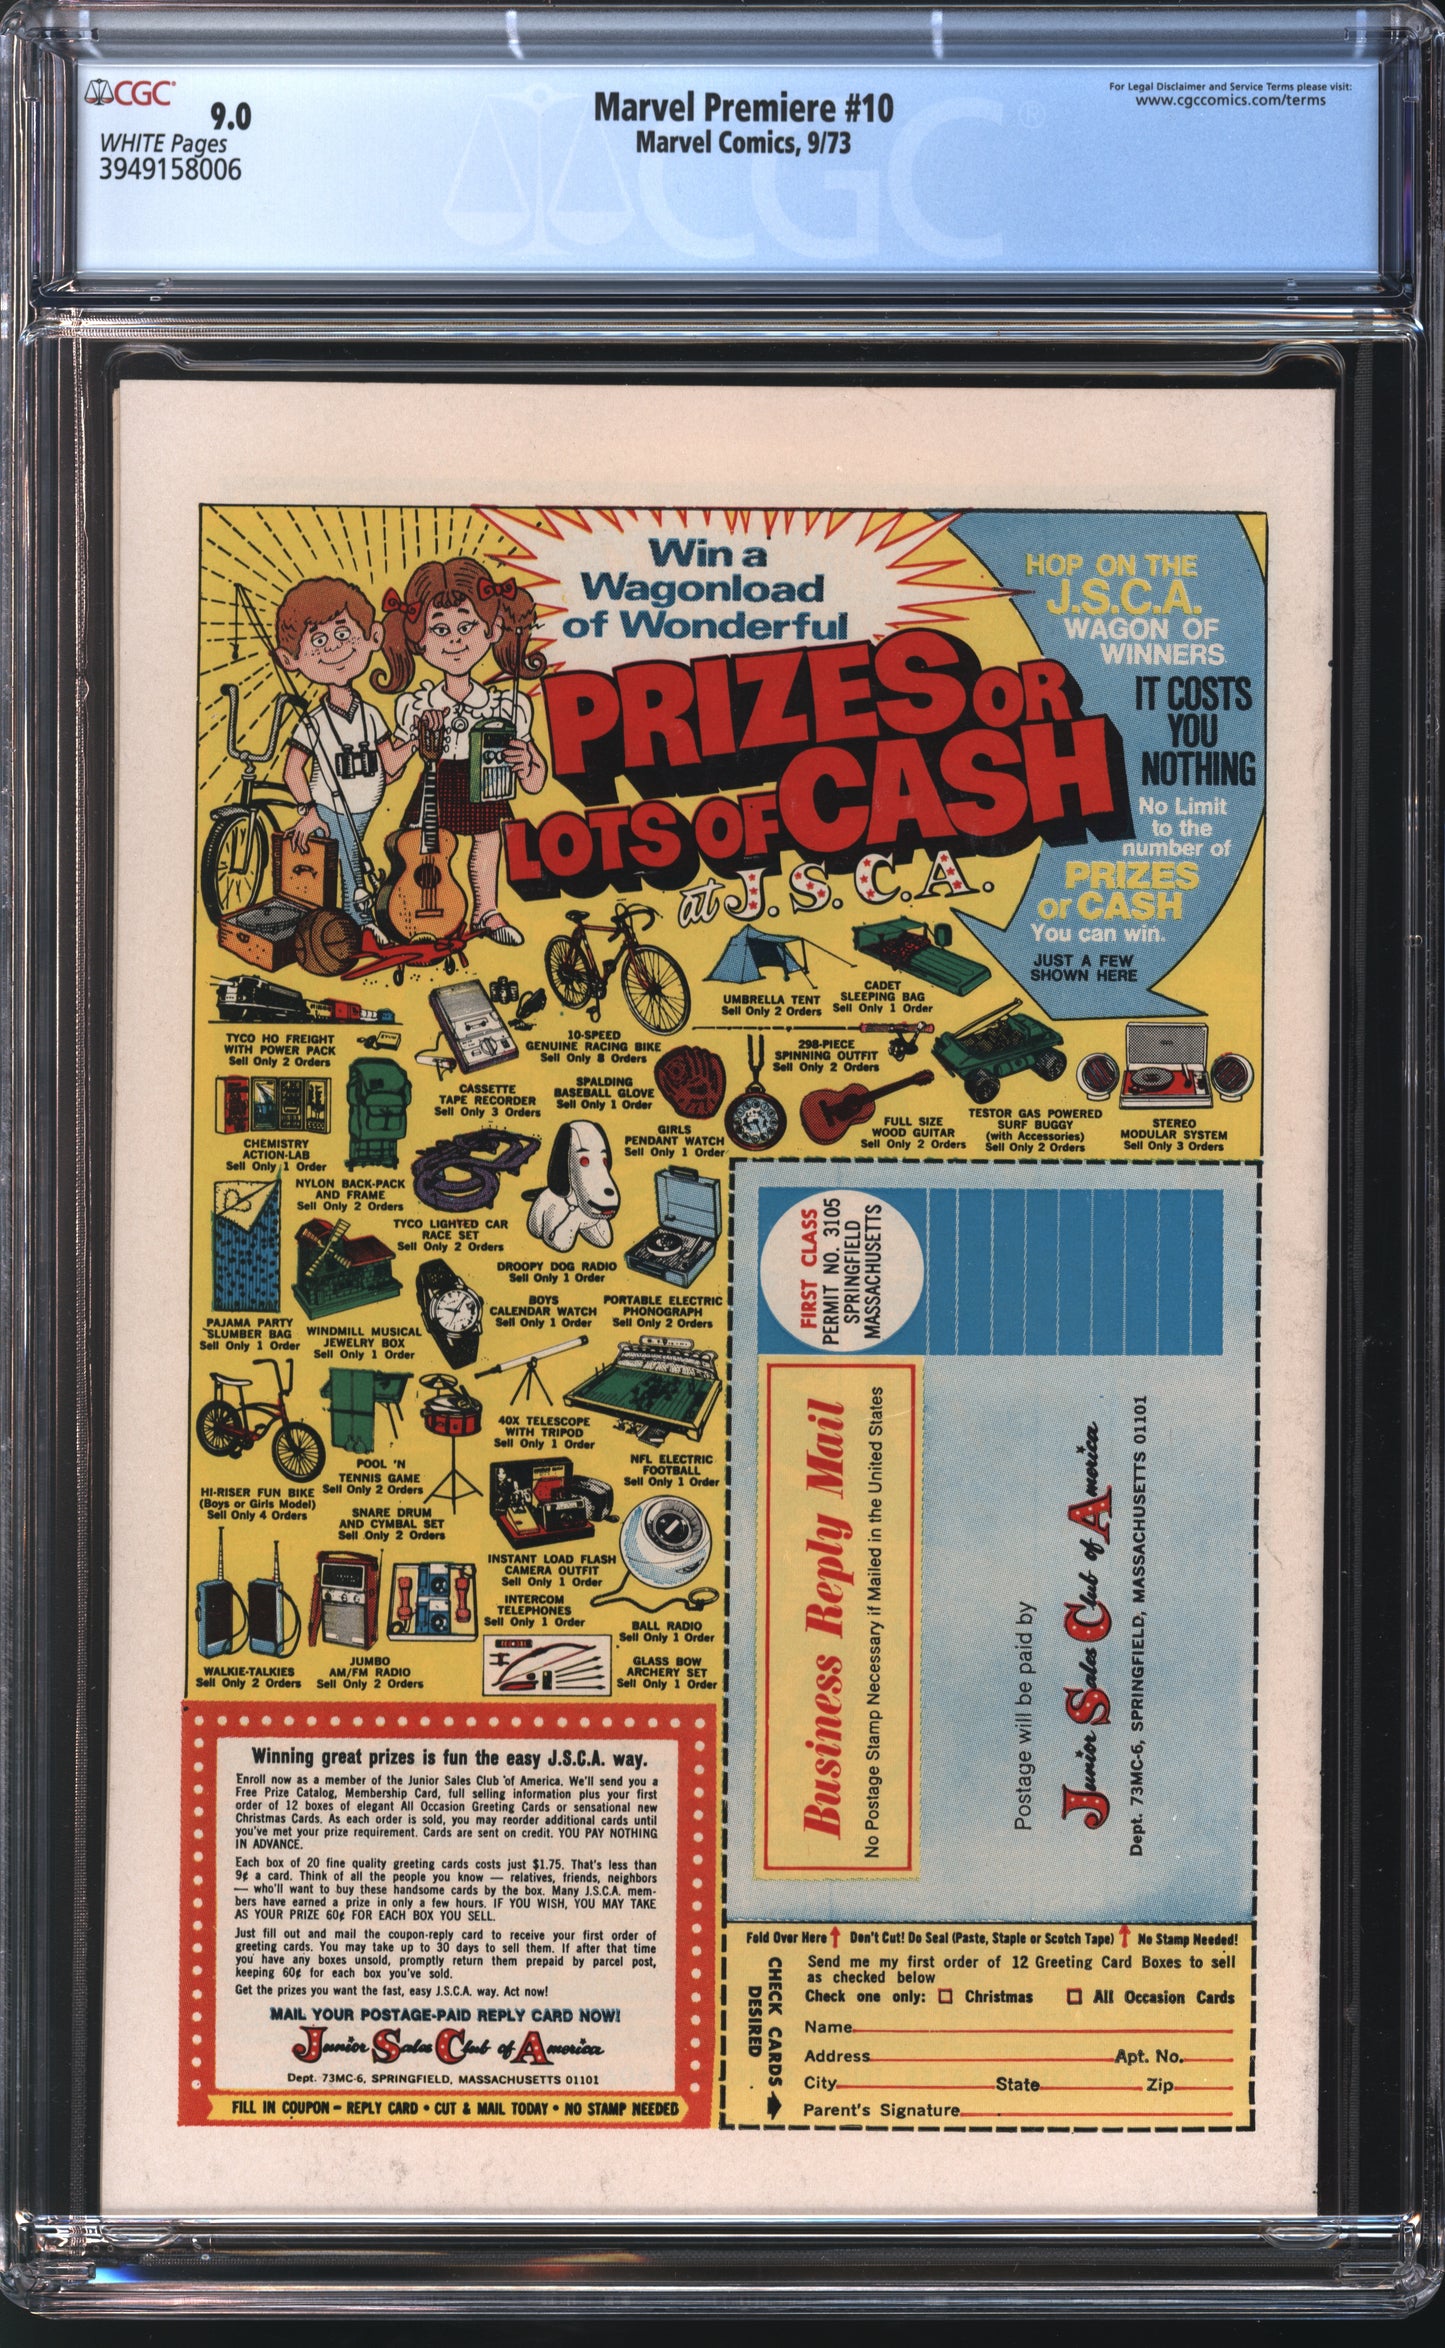 CGC
9.0
WHITE Pages
3949158006
Marvel Premiere #10
Marvel Comics, 9/73
For Legal Disclaimer and Service Terms please visit:
www.cgccomics.com/terms
CGC
Win a
Wagonload
of Wonderful
PRIZES OR
LOTS OF CASH
at J.S.C.A.
HOP ON THE
J.S.C.A.
WAGON OF
WINNERS
IT COSTS
YOU
NOTHING
No Limit
to the
number of
PRIZES
or CASH
You can win.
JUST A FEW
SHOWN HERE
TYCO HO FREIGHT
WITH POWER PACK
Sell Only 2 Orders
CASSETTE
TAPE RECORDER
Sell Only 3 Orders
10-SPEED
GENUINE RACING BIKE
Sell Only 8 Orders
UMBRELLA TENT
Sell Only 2 Orders
CADET
SLEEPING BAG
Sell Only 1 Order
298-PIECE
SPINNING OUTFIT
Sell Only 2 Orders
SPALDING
BASEBALL GLOVE
Sell Only 1 Order
GIRLS
PENDANT WATCH
Sell Only 1 Order
FULL SIZE
WOOD GUITAR
Sell Only 2 Orders
TESTOR GAS POWERED
SURF BUGGY
(with Accessories)
Sell Only 2 Orders
STEREO
MODULAR SYSTEM
Sell Only 3 Orders
CHEMISTRY
ACTION-LAB
Sell Only 1 Order
NYLON BACK-PACK
AND FRAME
Sell Only 2 Orders
TYCO LIGHTED CAR
RACE SET
Sell Only 2 Orders
DROOPY DOG RADIO
Sell Only 1 Order
BOYS
CALENDAR WATCH
Sell Only 1 Order
PORTABLE ELECTRIC
PHONOGRAPH
Sell Only 2 Orders
PAJAMA PARTY
SLUMBER BAG
Sell Only 1 Order
WINDMILL MUSICAL
JEWELRY BOX
Sell Only 1 Order
40X TELESCOPE
WITH TRIPOD
Sell Only 1 Order
NFL ELECTRIC
FOOTBALL
Sell Only 1 Order
HI-RISER FUN BIKE
(Boys or Girls Model)
Sell Only 4 Orders
POOL 'N
TENNIS GAME
Sell Only 2 Orders
SNARE DRUM
AND CYMBAL SET
Sell Only 2 Orders
INSTANT LOAD FLASH
CAMERA OUTFIT
Sell Only 1 Order
INTERCOM
TELEPHONES
Sell Only 1 Order
BALL RADIO
Sell Only 1 Order
WALKIE-TALKIES
Sell Only 2 Orders
JUMBO
AM/FM RADIO
Sell Only 2 Orders
GLASS BOW
ARCHERY SET
Sell Only 1 Order
FIRST CLASS
PERMIT NO. 3105
SPRINGFIELD
MASSACHUSETTS
Business Reply Mail
No Postage Stamp Necessary if Mailed in the United States
Postage will be paid by
Junior Sales Club of America
Dept. 73MC-6, SPRINGFIELD, MASSACHUSETTS 01101
Winning great prizes is fun the easy J.S.C.A. way.
Enroll now as a member of the Junior Sales Club of America. We'll send you a
Free Prize Catalog, Membership Card, full selling information plus your first
order of 12 boxes of elegant All Occasion Greeting Cards or sensational new
Christmas Cards. As each order is sold, you may reorder additional cards until
you've met your prize requirement. Cards are sent on credit. YOU PAY NOTHING
IN ADVANCE.
Each box of 20 fine quality greeting cards costs just $1.75. That's less than
9¢ a card. Think of all the people you know — relatives, friends, neighbors
— who'll want to buy these handsome cards by the box. Many J.S.C.A. mem-
bers have earned a prize in only a few hours. IF YOU WISH, YOU MAY TAKE
AS YOUR PRIZE 60¢ FOR EACH BOX YOU SELL.
Just fill out and mail the coupon-reply card to receive your first order of
greeting cards. You may take up to 30 days to sell them. If after that time
you have any boxes unsold, promptly return them prepaid by parcel post,
keeping 60¢ for each box you've sold.
Get the prizes you want the fast, easy J.S.C.A. way. Act now!
MAIL YOUR POSTAGE-PAID REPLY CARD NOW!
Junior Sales Club of America
Dept. 73MC-6, SPRINGFIELD, MASSACHUSETTS 01101
FILL IN COUPON – REPLY CARD • CUT & MAIL TODAY • NO STAMP NEEDED
Fold Over Here ↑ Don't Cut! Do Seal (Paste, Staple or Scotch Tape) ↑ No Stamp Needed!
CHECK CARDS
DESIRED
Send me my first order of 12 Greeting Card Boxes to sell
as checked below
Check one only: □ Christmas □ All Occasion Cards
Name
Address Apt. No.
City State Zip
Parent's Signature